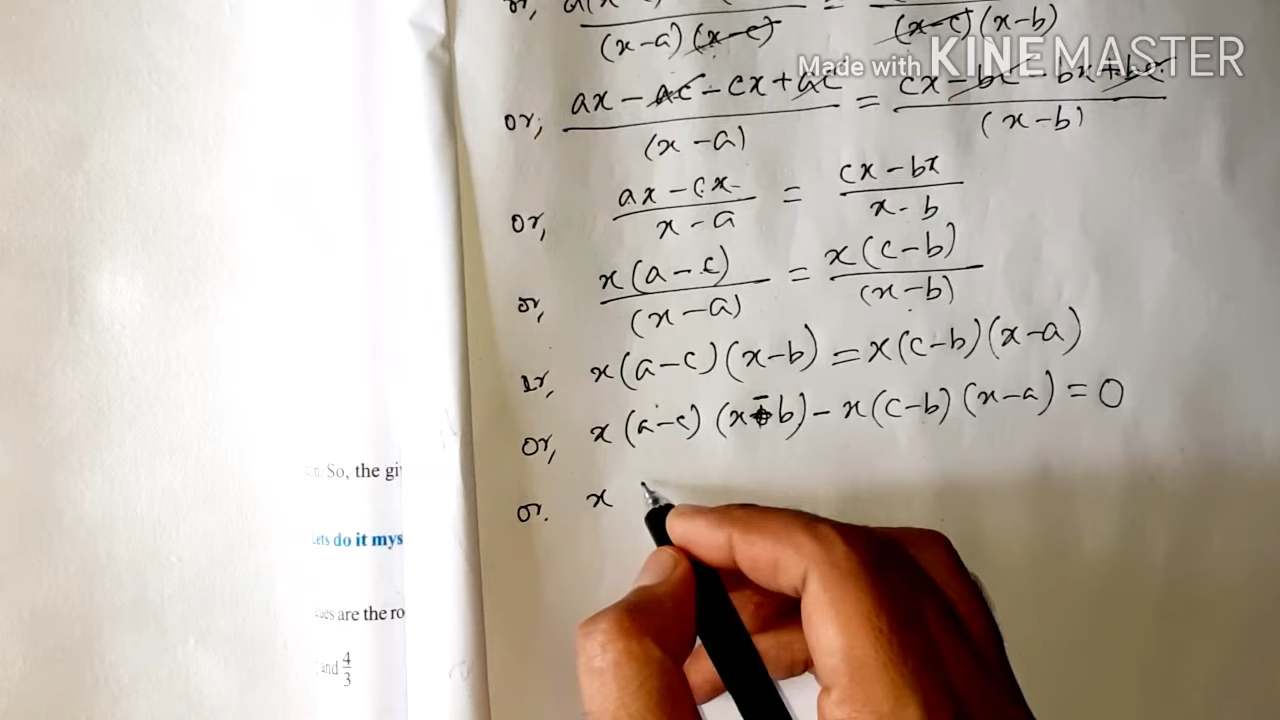 (x-a)(x-c) (x-c)(x-b)
Made with KINEMASTER
or, ax - ac - cx + ac / (x-a) = cx - bc - bx + bc / (x-b)
or, ax - cx / x - a = cx - bx / x - b
or, x(a-c) / (x-a) = x(c-b) / (x-b)
or, x(a-c)(x-b) = x(c-b)(x-a)
or, x(a-c)(x-b) - x(c-b)(x-a) = 0
or. x
So, the gi
Lets do it mys
are the ro
and 4/3